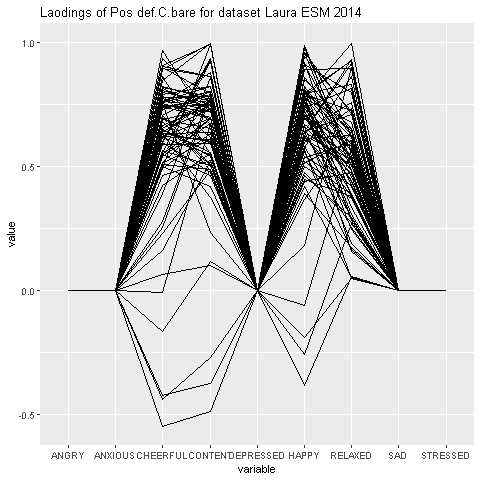 Laodings of Pos def.C.bare for dataset Laura ESM 2014
1.0
0.5
0.0
-0.5
value
ANGRY ANXIOUS CHEERFUL CONTENT DEPRESSED HAPPY RELAXED SAD STRESSED
variable